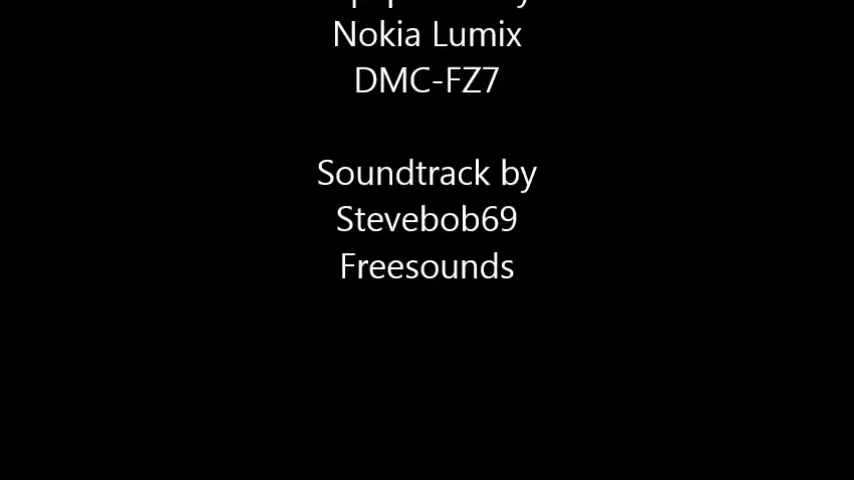 Nokia Lumix
DMC-FZ7
Soundtrack by
Stevebob69
Freesounds